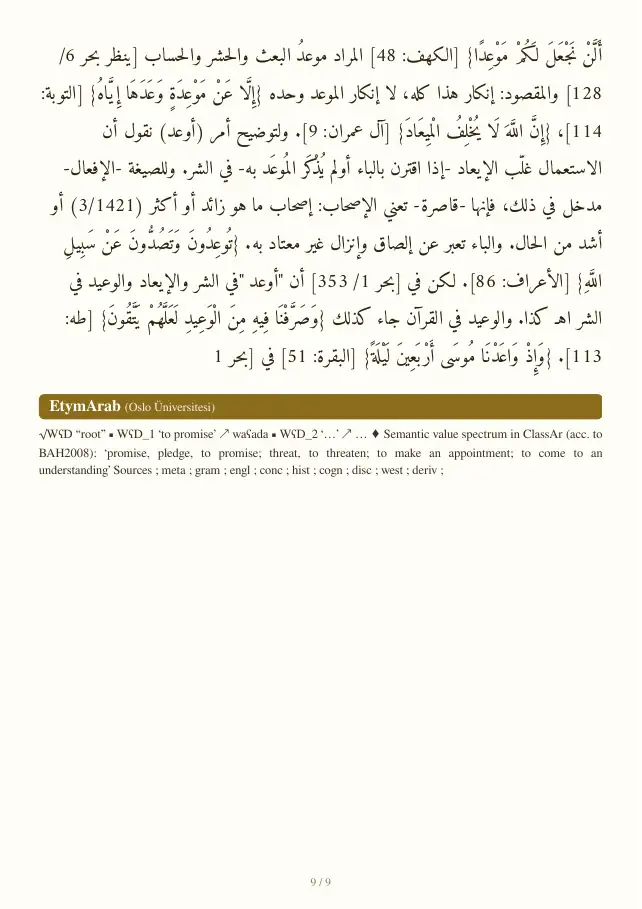 أَلَّنْ نَجْعَلَ لَكُمْ مَوْعِدًا} [الكهف: 48] المراد موعدُ البعث والحشر والحساب [ينظر بحر 6/
128] والمقصود: إنكار هذا كله، لا إنكار الموعد وحده {إِلَّا عَنْ مَوْعِدَةٍ وَعَدَهَا إِيَّاهُ} [التوبة:
114]، {إِنَّ اللَّهَ لَا يُخْلِفُ الْمِيعَادَ} [آل عمران: 9]. ولتوضيح أمر (أوعد) نقول أن
الاستعمال غلّب الإيعاد -إذا اقترن بالباء أولم يُذْكَر المُوعَد به- في الشر. وللصيغة -الإفعال-
مدخل في ذلك، فإنها -قاصرة- تعني الإصحاب: إصحاب ما هو زائد أو أكثر (3/1421) أو
أشد من الحال. والباء تعبر عن إلصاق وإنزال غير معتاد به. {تُوعِدُونَ وَتَصُدُّونَ عَنْ سَبِيلِ
اللَّهِ} [الأعراف: 86]. لكن في [بحر 1/ 353] أن "أوعد "في الشر والإيعاد والوعيد في
الشر اهـ كذا. والوعيد في القرآن جاء كذلك {وَصَرَّفْنَا فِيهِ مِنَ الْوَعِيدِ لَعَلَّهُمْ يَتَّقُونَ} [طه:
113]. {وَإِذْ وَاعَدْنَا مُوسَى أَرْبَعِينَ لَيْلَةً} [البقرة: 51] في [بحر 1
EtymArab (Oslo Üniversitesi)
√WʕD “root” ▪ WʕD_1 ‘to promise’ ↗ waʕada ▪ WʕD_2 ‘…’ ↗ … ♦ Semantic value spectrum in ClassAr (acc. to
BAH2008): ‘promise, pledge, to promise; threat, to threaten; to make an appointment; to come to an
understanding’ Sources ; meta ; gram ; engl ; conc ; hist ; cogn ; disc ; west ; deriv ;
9 / 9